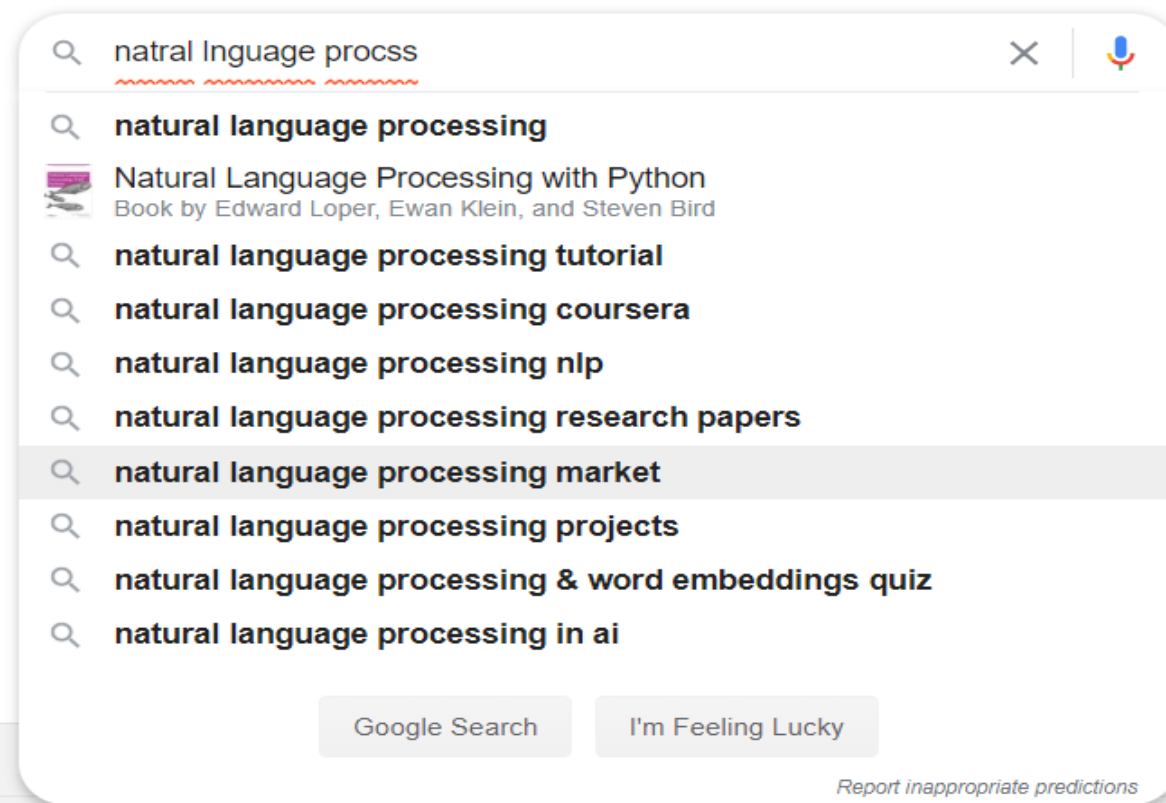 natral lnguage procss
natural language processing
Natural Language Processing with Python
Book by Edward Loper, Ewan Klein, and Steven Bird
natural language processing tutorial
natural language processing coursera
natural language processing nlp
natural language processing research papers
natural language processing market
natural language processing projects
natural language processing & word embeddings quiz
natural language processing in ai
Google Search
I'm Feeling Lucky
Report inappropriate predictions